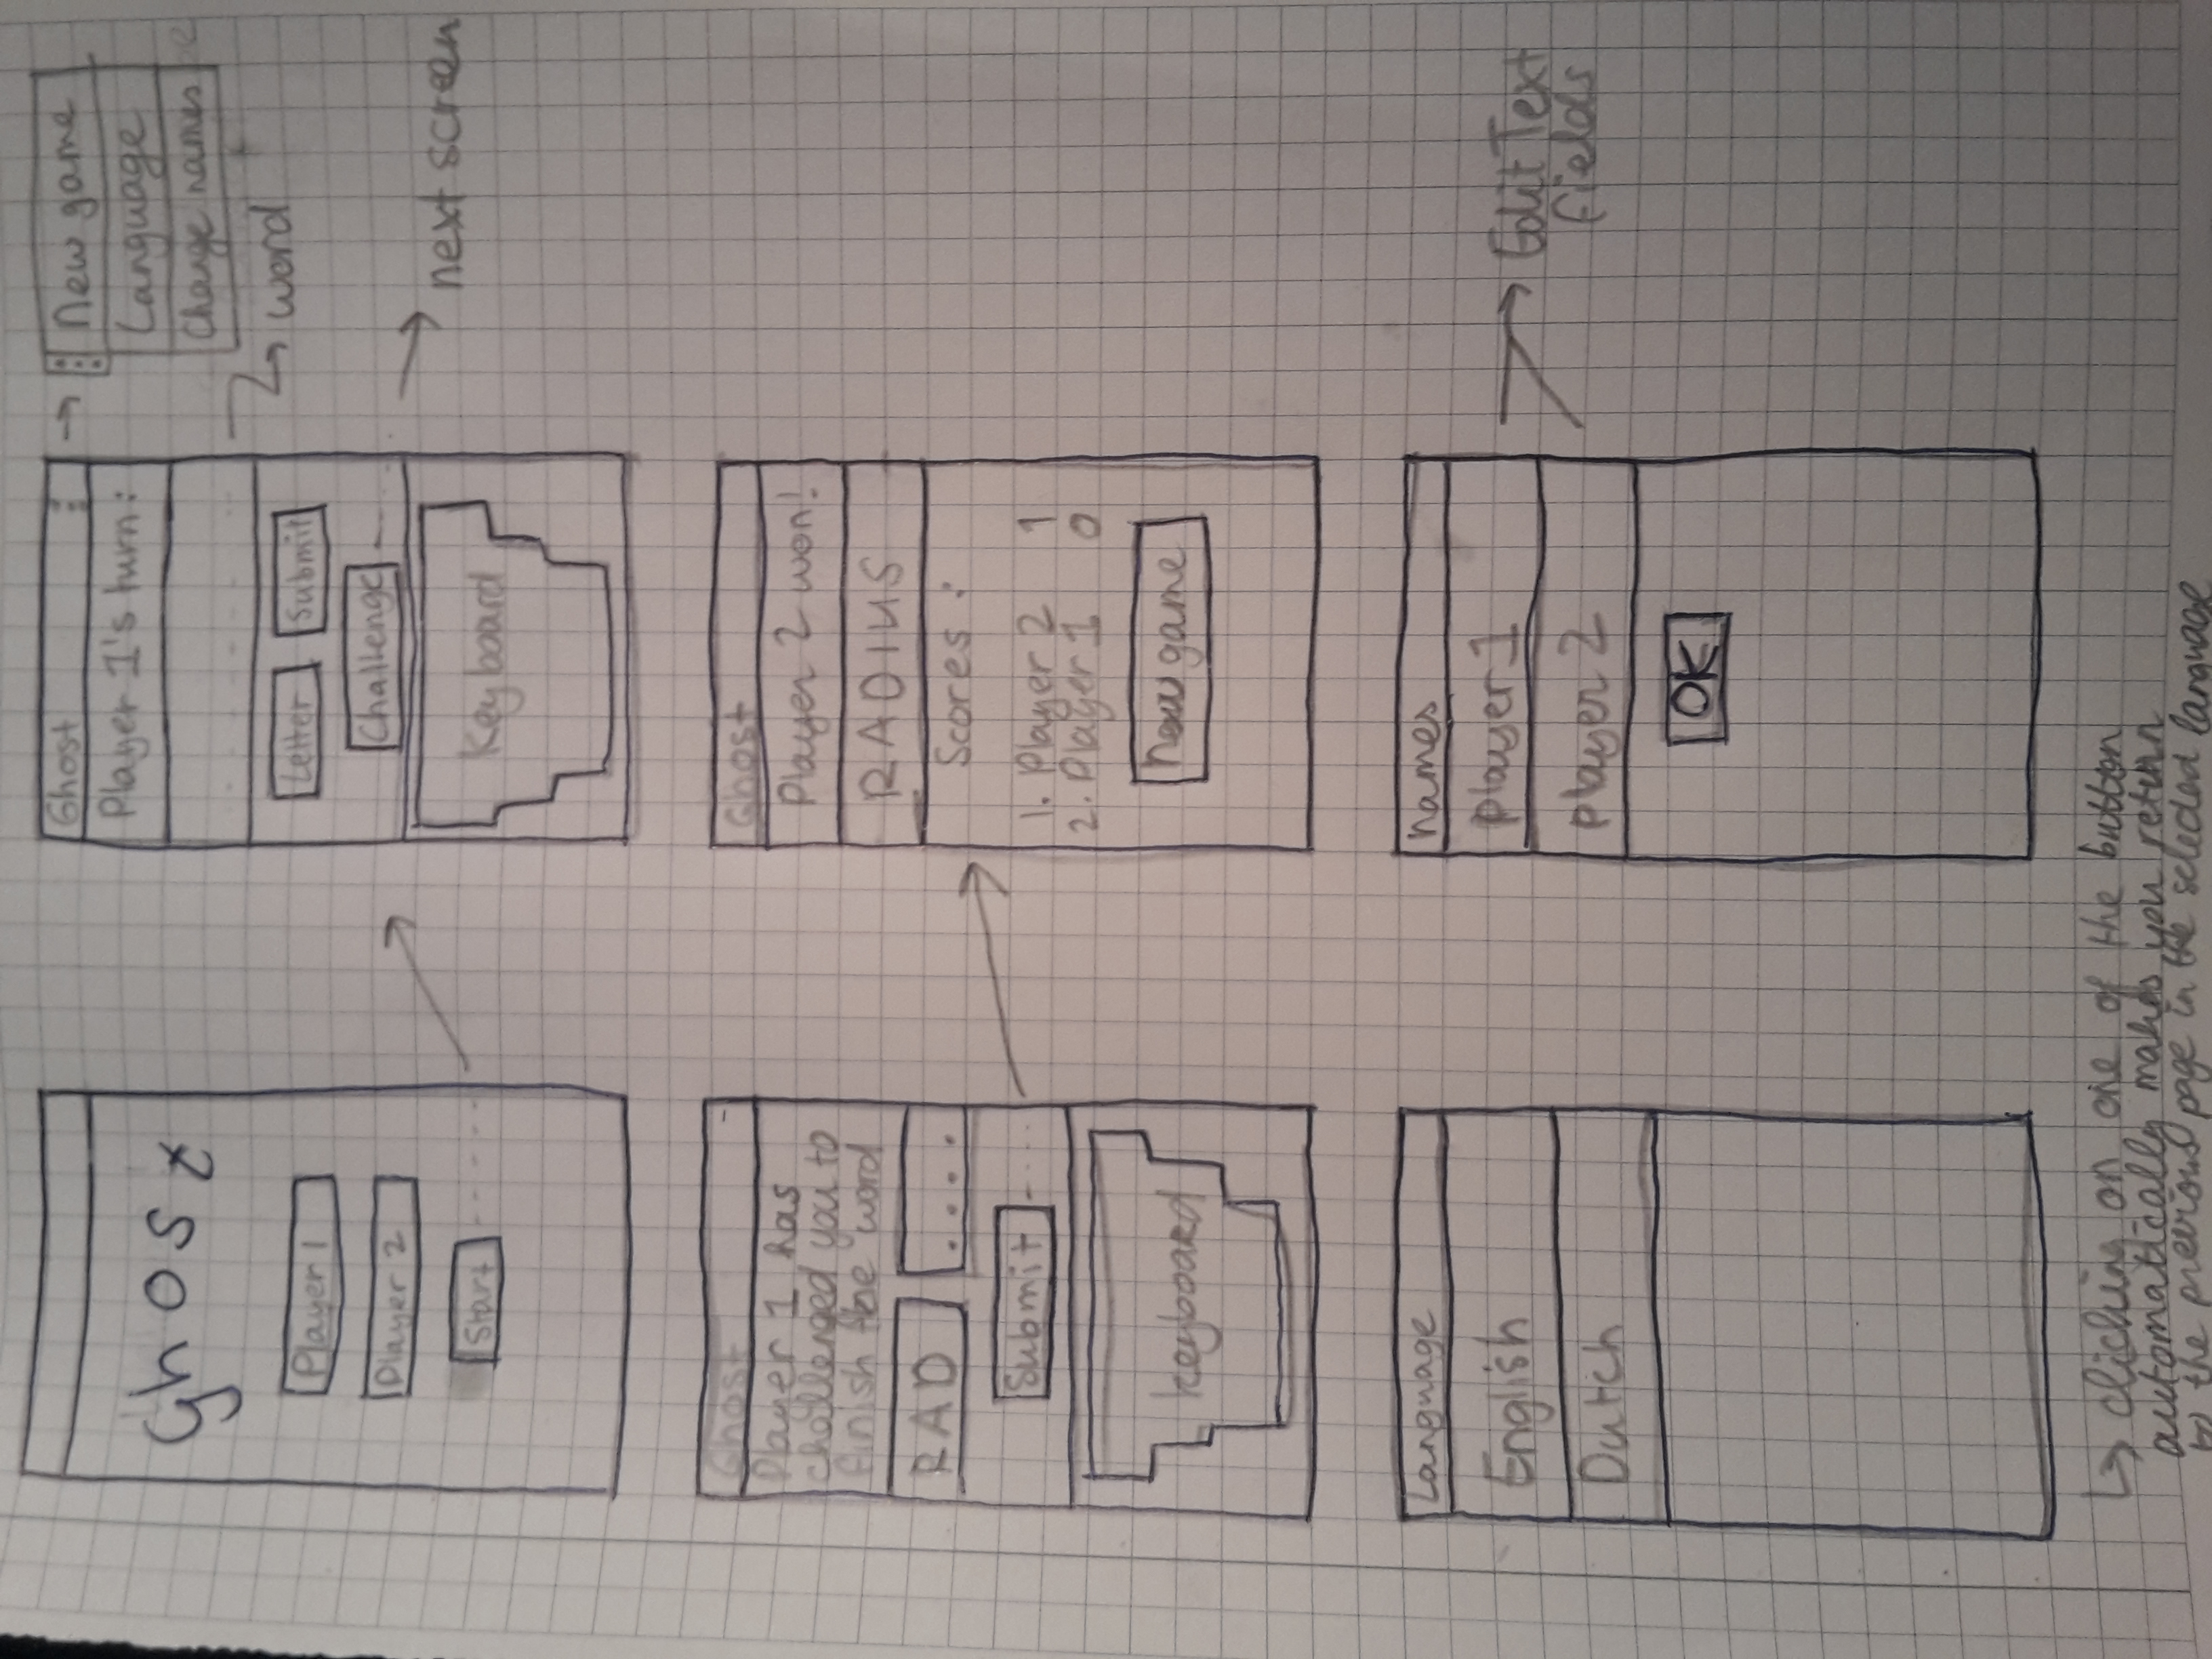 Ghost
Player 1
Player 2
Start
Ghost
Player 1's turn:
Letter
Submit
Challenge
Keyboard
New game
Language
Change names
word
next screen
Ghost
Player 1 has
challenged you to
finish the word
RAD
....
Submit
keyboard
Ghost
Player 2 won!
RADIUS
Scores :
1. Player 2 1
2. Player 1 0
New game
Language
English
Dutch
names
player 1
player 2
OK
Edit Text
fields
clicking on one of the button
automatically makes you return
to the previous page in the selected language